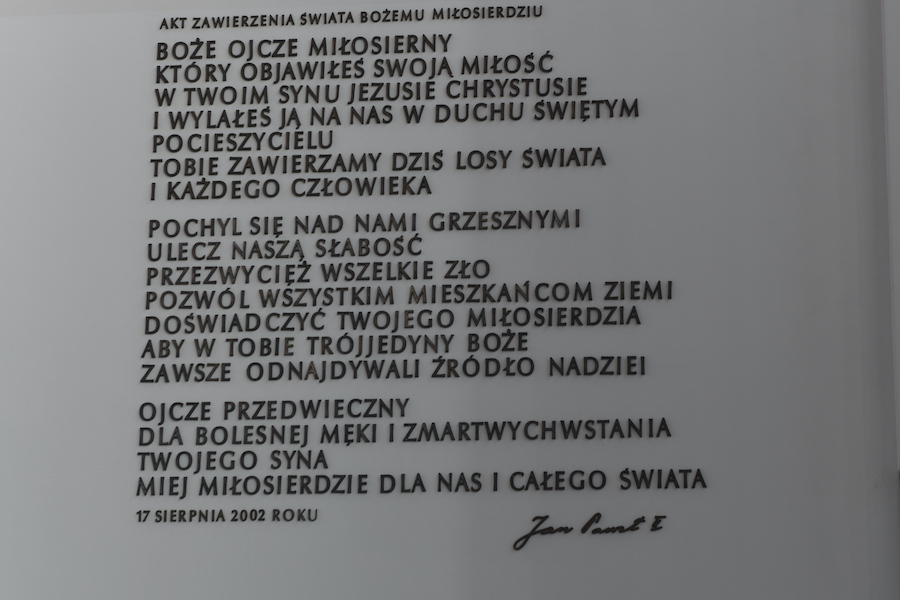 AKT ZAWIERZENIA ŚWIATA BOŻEMU MIŁOSIERDZIU
BOŻE OJCZE MIŁOSIERNY
KTÓRY OBJAWIŁEŚ SWOJĄ MIŁOŚĆ
W TWOIM SYNU JEZUSIE CHRYSTUSIE
I WYLAŁEŚ JĄ NA NAS W DUCHU ŚWIĘTYM
POCIESZYCIELU
TOBIE ZAWIERZAMY DZIŚ LOSY ŚWIATA
I KAŻDEGO CZŁOWIEKA
POCHYL SIĘ NAD NAMI GRZESZNYMI
ULECZ NASZĄ SŁABOŚĆ
PRZEZWYCIĘŻ WSZELKIE ZŁO
POZWÓL WSZYSTKIM MIESZKAŃCOM ZIEMI
DOŚWIADCZYĆ TWOJEGO MIŁOSIERDZIA
ABY W TOBIE TRÓJJEDYNY BOŻE
ZAWSZE ODNAJDYWALI ŹRÓDŁO NADZIEI
OJCZE PRZEDWIECZNY
DLA BOLESNEJ MĘKI I ZMARTWYCHWSTANIA
TWOJEGO SYNA
MIEJ MIŁOSIERDZIE DLA NAS I CAŁEGO ŚWIATA
17 SIERPNIA 2002 ROKU
Jan Paweł II